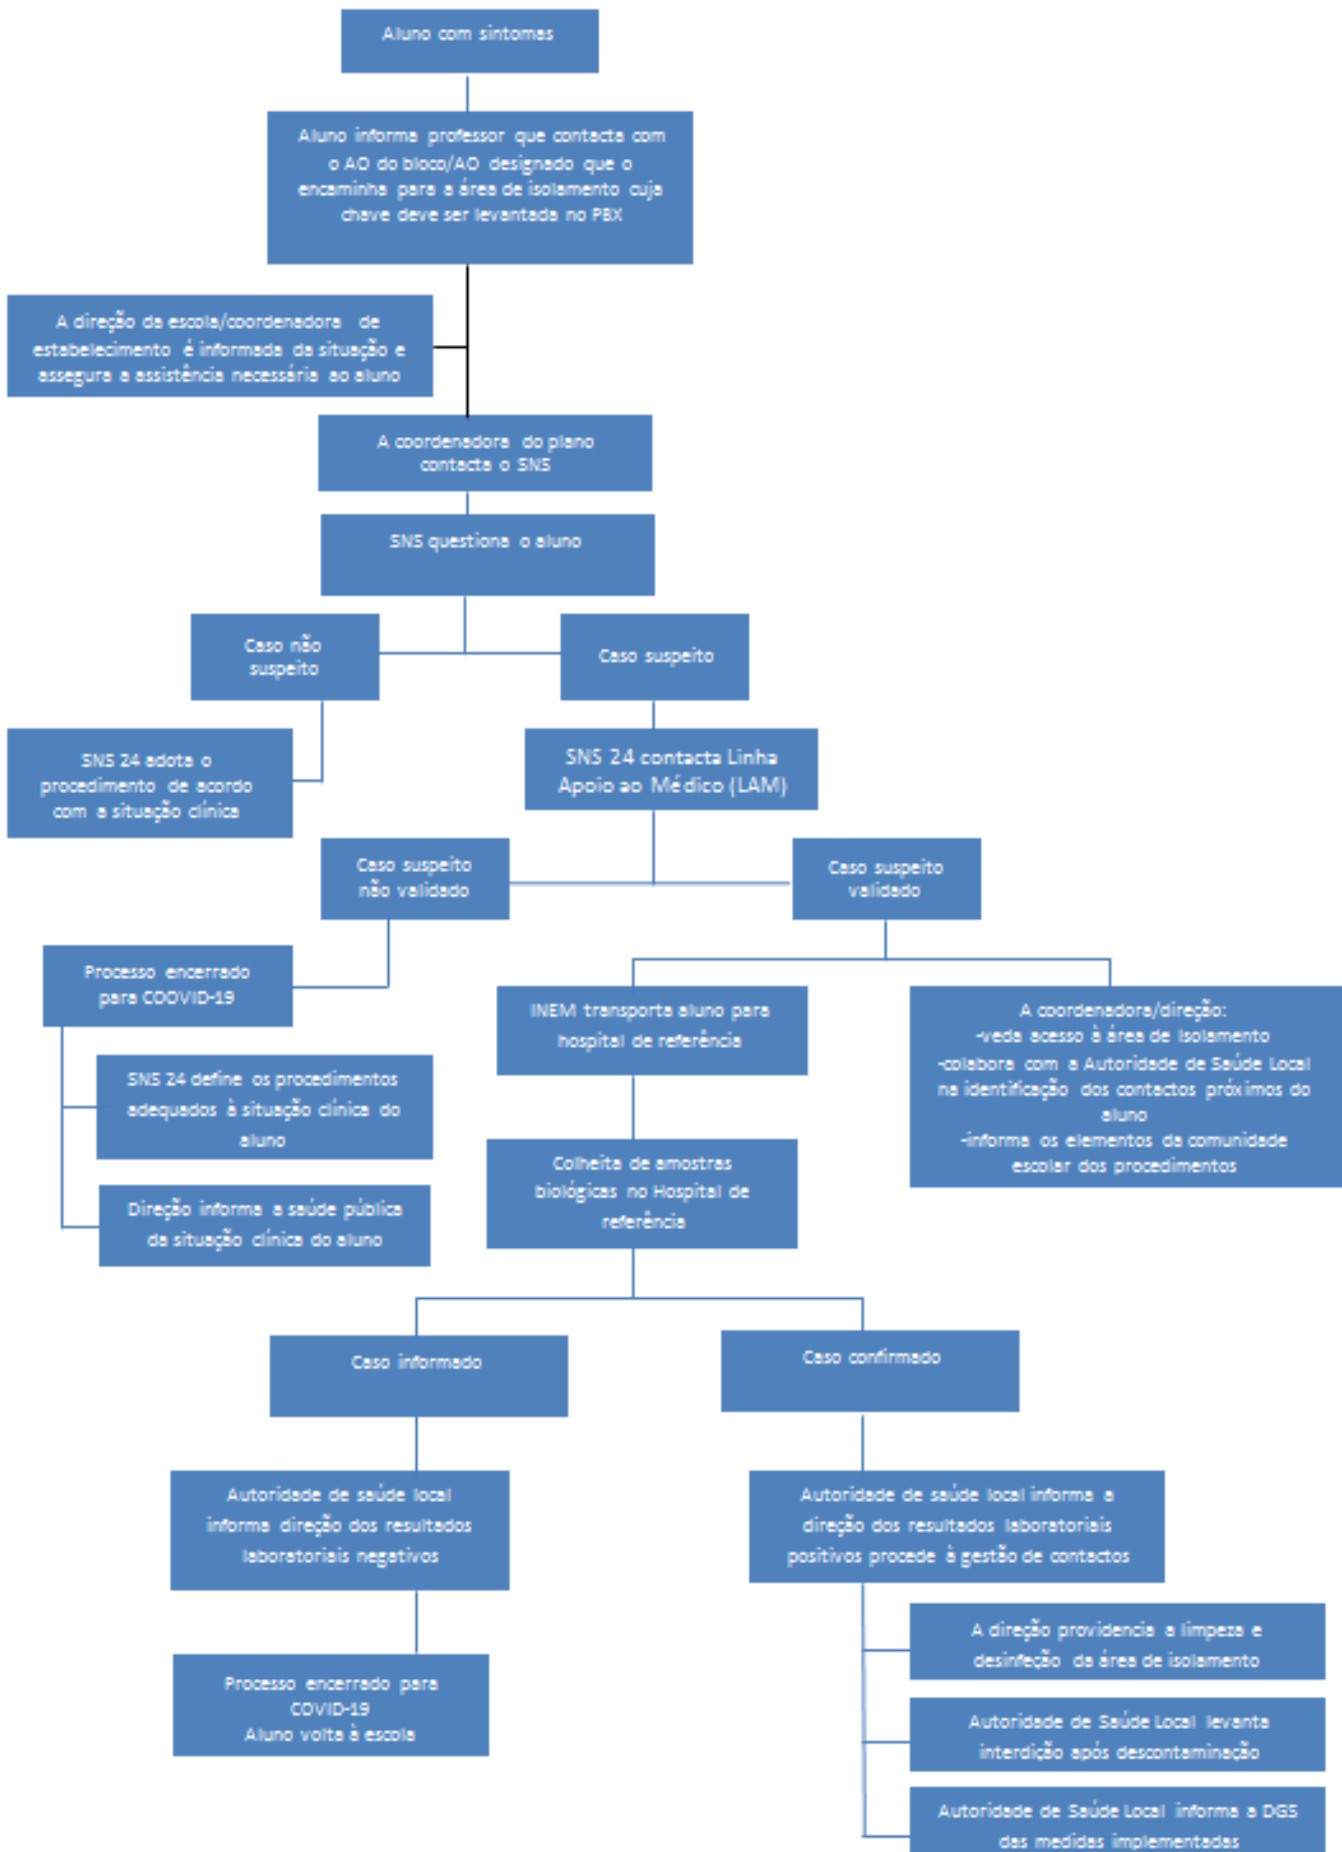 Aluno com sintomas
Aluno informa professor que contacta com
o AO do bloco/AO designado que o
encaminha para a área de isolamento cuja
chave deve ser levantada no PBX
A direção da escola/coordenadora de
estabelecimento é informada da situação e
assegura a assistência necessária ao aluno
A coordenadora do plano
contacta o SNS
SNS questiona o aluno
Caso não
suspeito
Caso suspeito
SNS 24 adota o
procedimento de acordo
com a situação clínica
SNS 24 contacta Linha
Apoio ao Médico (LAM)
Caso suspeito
não validado
Caso suspeito
validado
Processo encerrado
para COOVID-19
SNS 24 define os procedimentos
adequados à situação clínica do
aluno
Direção informa a saúde pública
da situação clínica do aluno
INEM transporta aluno para
hospital de referência
A coordenadora/direção:
-veda acesso à área de Isolamento
-colabora com a Autoridade de Saúde Local
na identificação dos contactos próximos do
aluno
-informa os elementos da comunidade
escolar dos procedimentos
Colheita de amostras
biológicas no Hospital de
referência
Caso informado
Caso confirmado
Autoridade de saúde local
informa direção dos resultados
laboratoriais negativos
Autoridade de saúde local informa a
direção dos resultados laboratoriais
positivos procede à gestão de contactos
Processo encerrado para
COVID-19
Aluno volta à escola
A direção providencia a limpeza e
desinfeção da área de isolamento
Autoridade de Saúde Local levanta
interdição após descontaminação
Autoridade de Saúde Local informa a DGS
das medidas implementadas